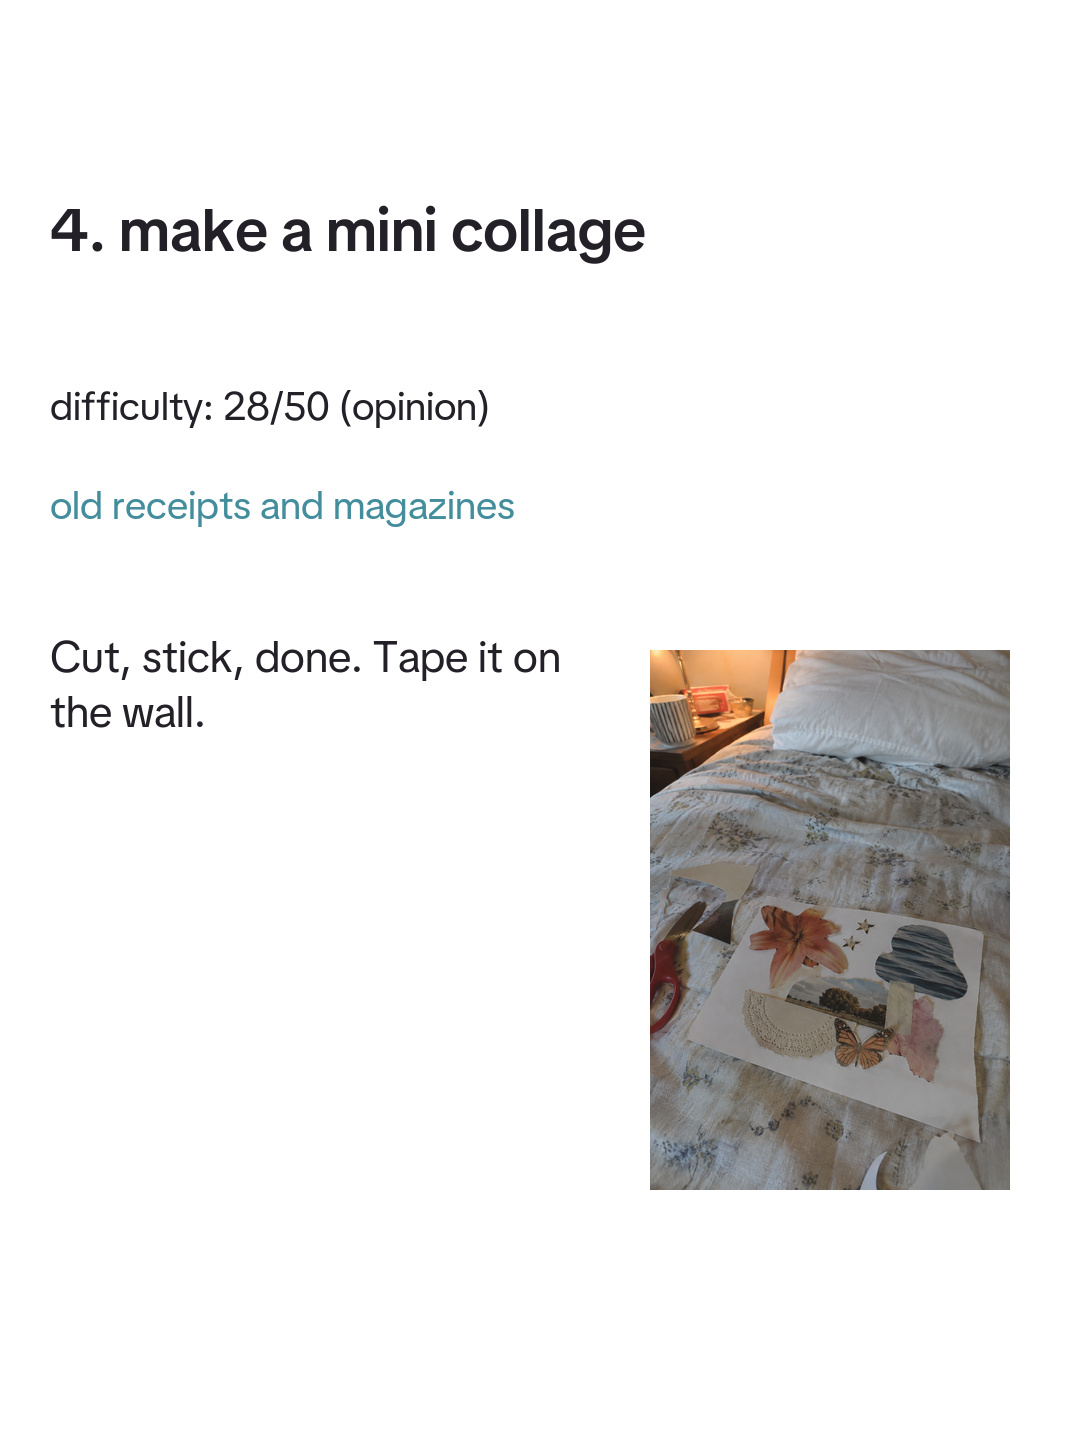 4. make a mini collage
difficulty: 28/50 (opinion)
old receipts and magazines
Cut, stick, done. Tape it on
the wall.